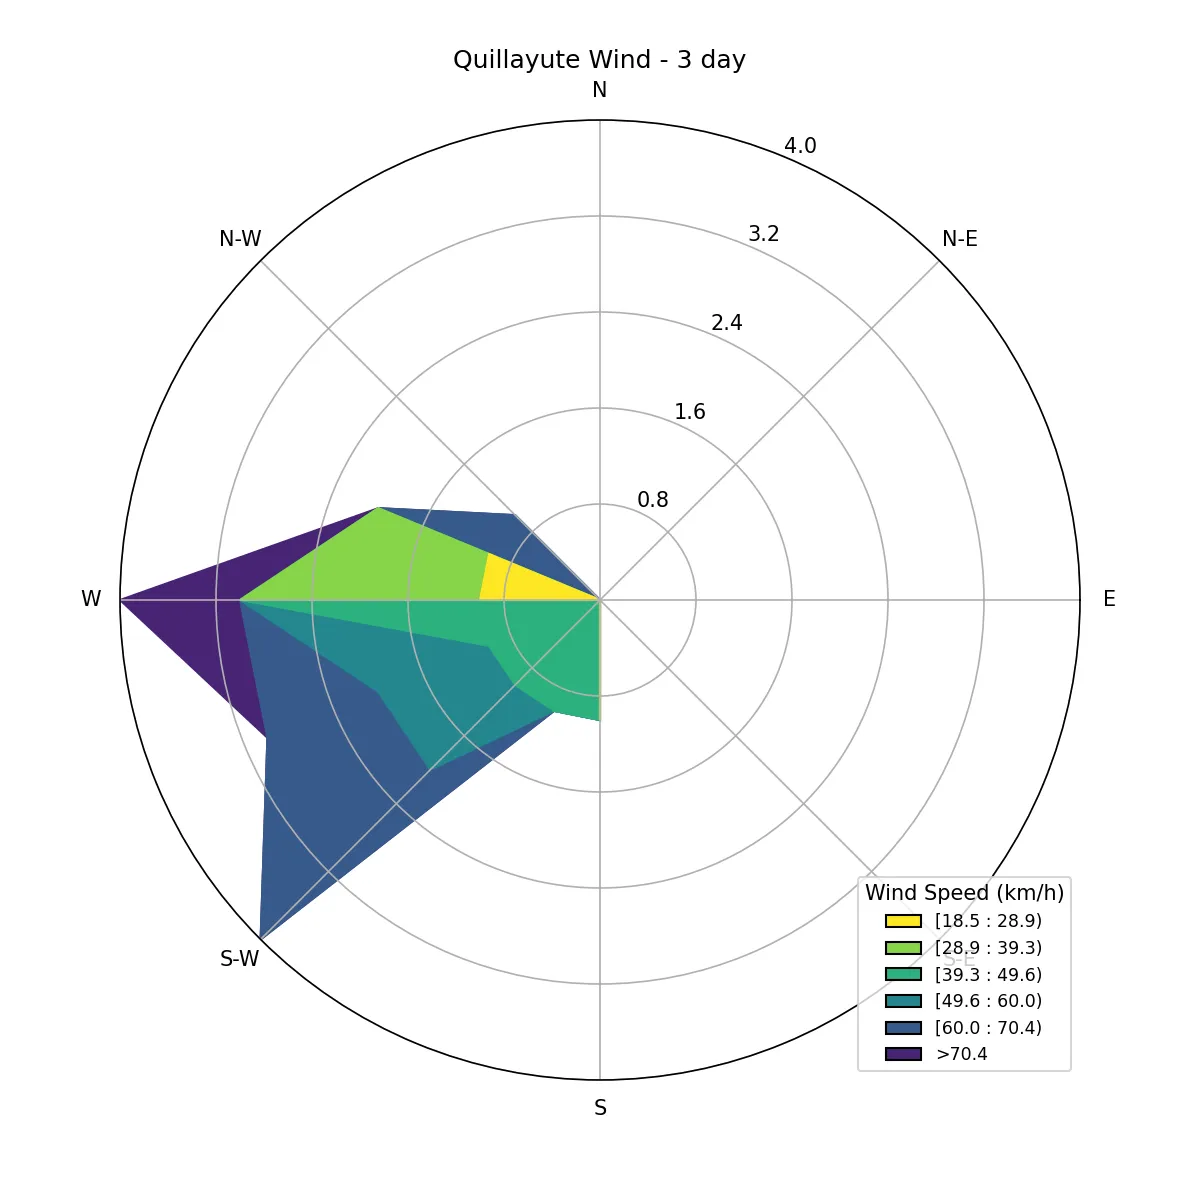 Quillayute Wind - 3 day
N
4.0
N-W
N-E
3.2
2.4
1.6
0.8
W
E
S-W
S-E
Wind Speed (km/h)
[18.5 : 28.9)
[28.9 : 39.3)
[39.3 : 49.6)
[49.6 : 60.0)
[60.0 : 70.4)
>70.4
S